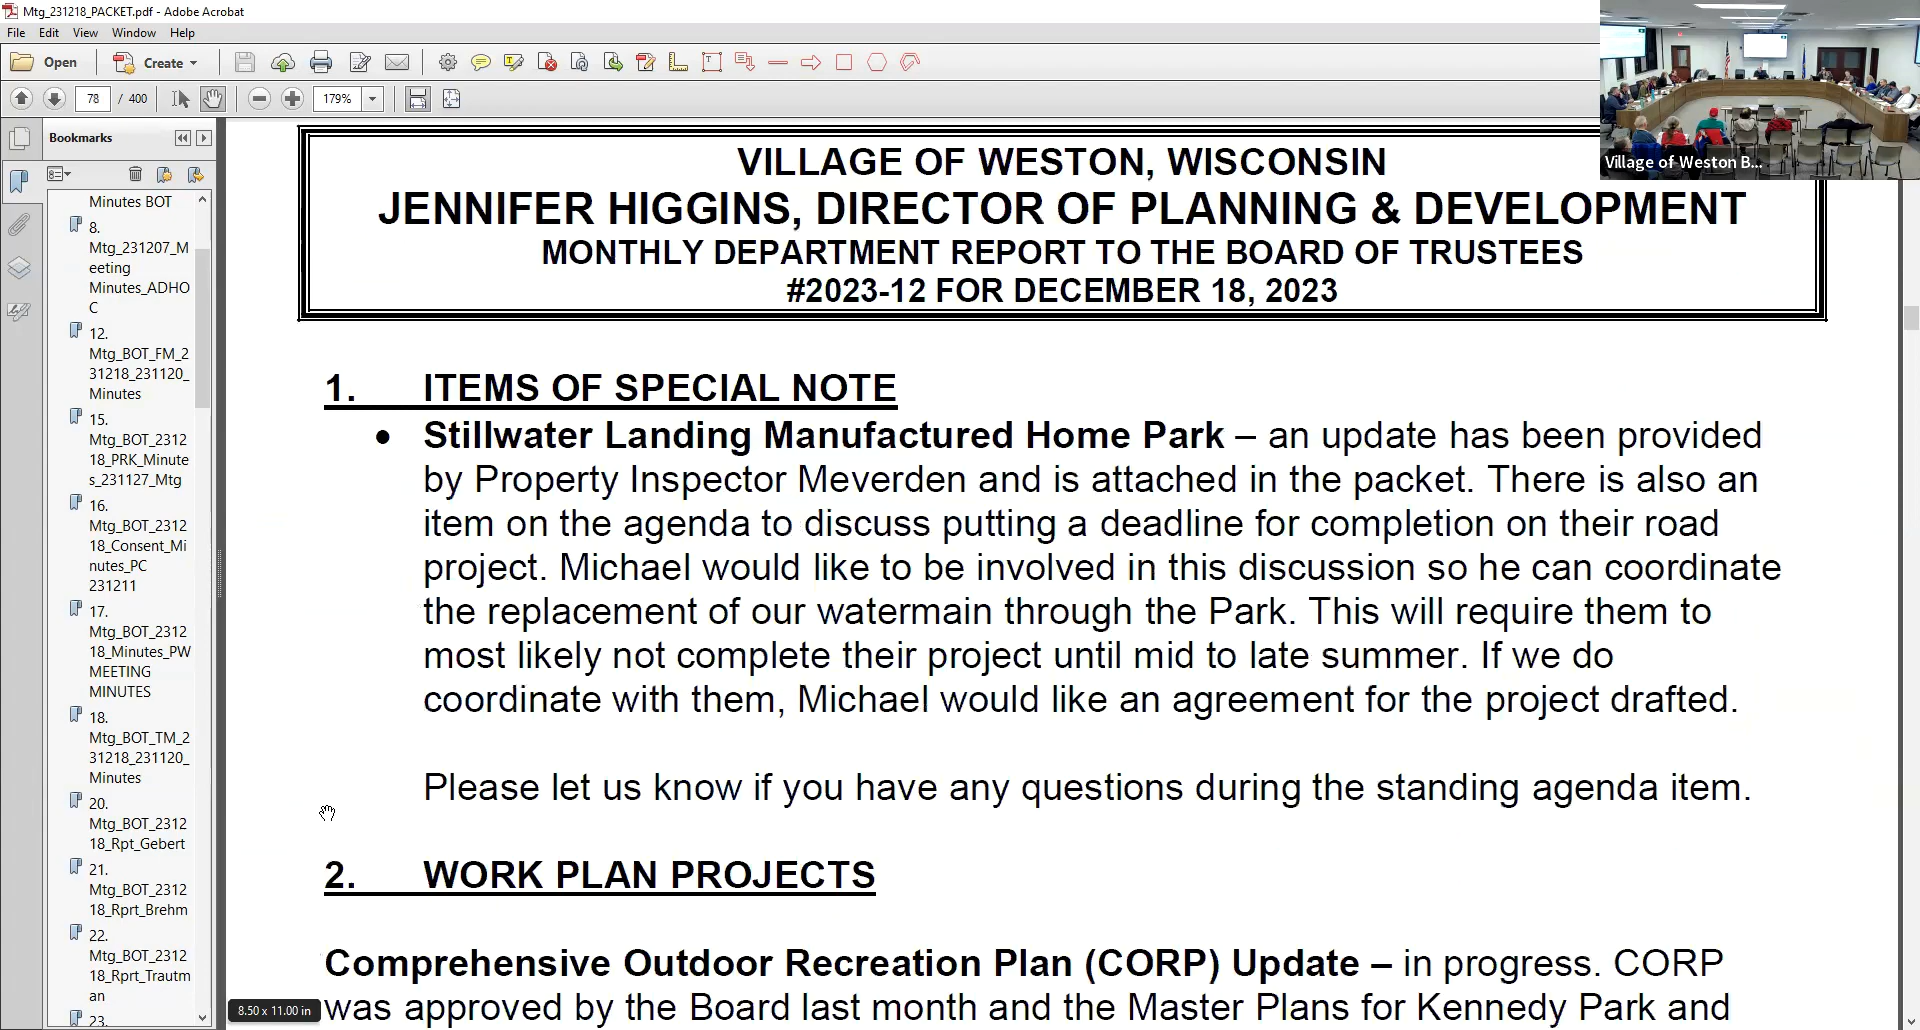 Mtg_231218_PACKET.pdf - Adobe Acrobat
File Edit View Window Help
Open Create
78 / 400 179%
Bookmarks
Minutes BOT
8.
Mtg_231207_M
eeting
Minutes_ADHO
C
12.
Mtg_BOT_FM_2
31218_231120_
Minutes
15.
Mtg_BOT_2312
18_PRK_Minute
s_231127_Mtg
16.
Mtg_BOT_2312
18_Consent_Mi
nutes_PC
231211
17.
Mtg_BOT_2312
18_Minutes_PW
MEETING
MINUTES
18.
Mtg_BOT_TM_2
31218_231120_
Minutes
20.
Mtg_BOT_2312
18_Rpt_Gebert
21.
Mtg_BOT_2312
18_Rprt_Brehm
22.
Mtg_BOT_2312
18_Rprt_Trautm
an
23.
8.50 x 11.00 in
Village of Weston B...
VILLAGE OF WESTON, WISCONSIN
JENNIFER HIGGINS, DIRECTOR OF PLANNING & DEVELOPMENT
MONTHLY DEPARTMENT REPORT TO THE BOARD OF TRUSTEES
#2023-12 FOR DECEMBER 18, 2023
1. ITEMS OF SPECIAL NOTE
• Stillwater Landing Manufactured Home Park – an update has been provided
by Property Inspector Meverden and is attached in the packet. There is also an
item on the agenda to discuss putting a deadline for completion on their road
project. Michael would like to be involved in this discussion so he can coordinate
the replacement of our watermain through the Park. This will require them to
most likely not complete their project until mid to late summer. If we do
coordinate with them, Michael would like an agreement for the project drafted.
Please let us know if you have any questions during the standing agenda item.
2. WORK PLAN PROJECTS
Comprehensive Outdoor Recreation Plan (CORP) Update – in progress. CORP
was approved by the Board last month and the Master Plans for Kennedy Park and